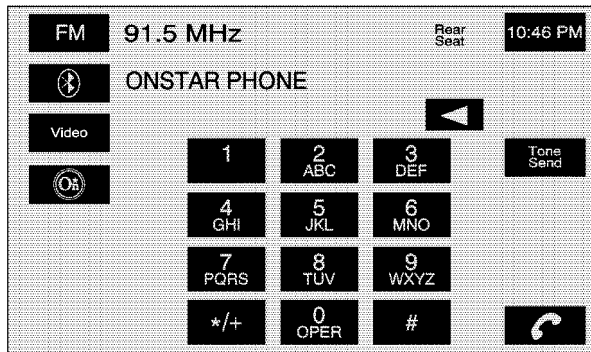 FM 91.5 MHz Rear Seat 10:46 PM
ONSTAR PHONE
Video
1 2 ABC 3 DEF Tone Send
On
4 GHI 5 JKL 6 MNO
7 PQRS 8 TUV 9 WXYZ
*/+ 0 OPER #